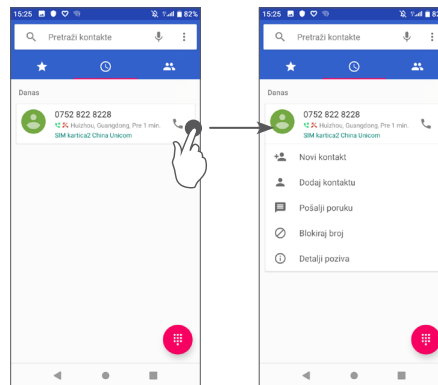 15:25 82%
Pretraži kontakte
Danas
0752 822 8228
Huizhou, Guangdong, Pre 1 min.
SIM kartica2 China Unicom
15:25 82
Pretraži kontakte
Danas
0752 822 8228
Huizhou, Guangdong, Pre 1 min.
SIM kartica2 China Unicom
Novi kontakt
Dodaj kontaktu
Pošalji poruku
Blokiraj broj
Detalji poziva